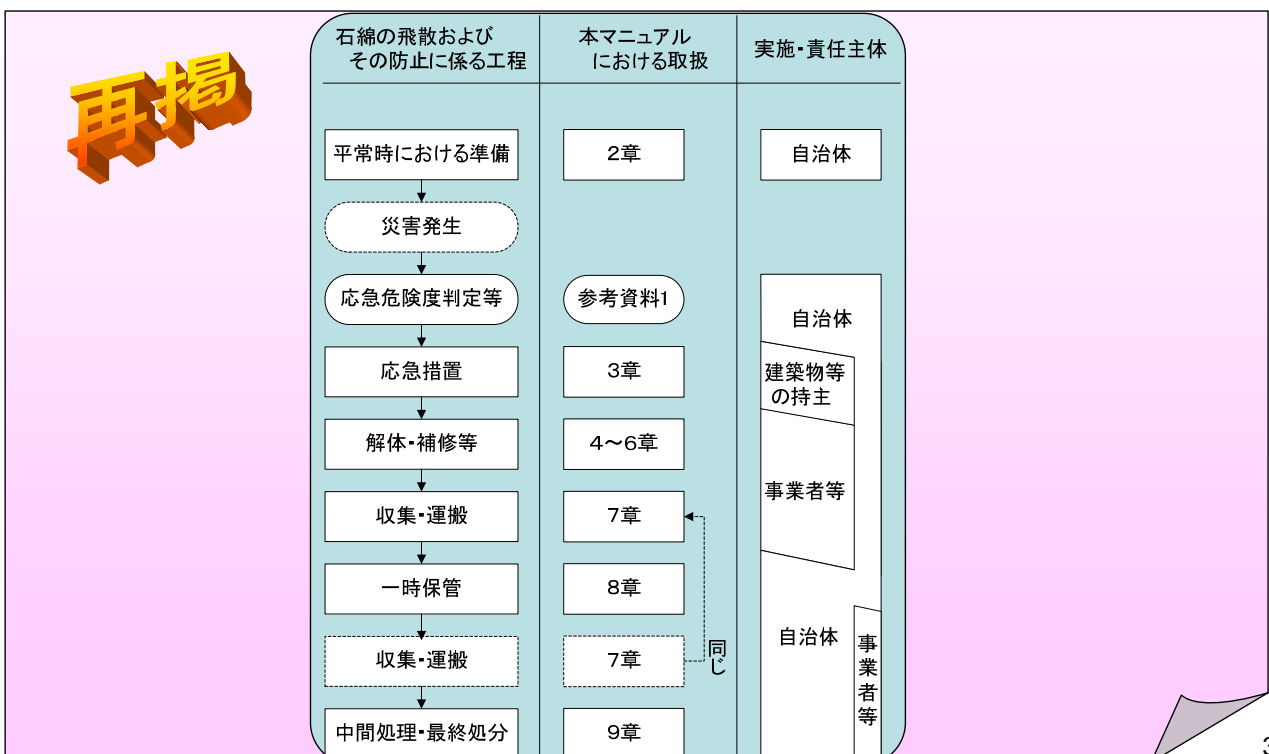 再掲
石綿の飛散および
その防止に係る工程
本マニュアル
における取扱
実施・責任主体
平常時における準備
2章
自治体
災害発生
応急危険度判定等
参考資料1
自治体
応急措置
3章
建築物等
の持主
解体・補修等
4～6章
収集・運搬
7章
事業者等
一時保管
8章
収集・運搬
7章
同じ
自治体
事業者等
中間処理・最終処分
9章